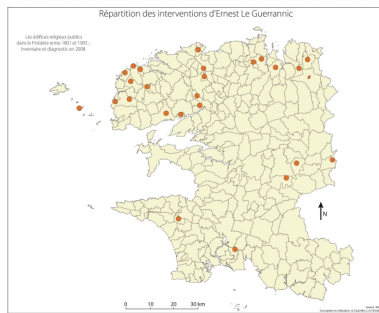 Répartition des interventions d'Ernest Le Guerrannic
Les édifices religieux publics
dans le Finistère entre 1801 et 1905 :
Inventaire et diagnostic en 2008
N
0 10 20 30 km